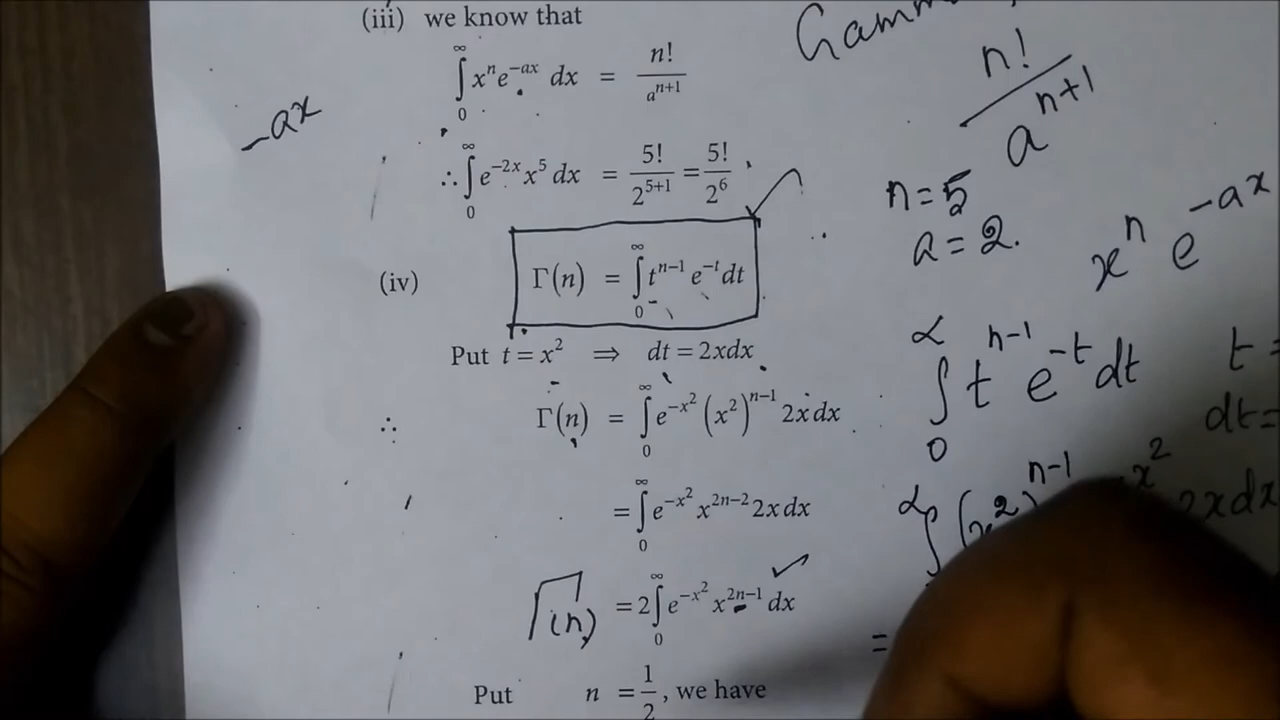 (iii) we know that
∫₀^∞ xⁿ e^{-ax} dx = n!/a^{n+1}
∴ ∫₀^∞ e^{-2x} x⁵ dx = 5!/2^{5+1} = 5!/2⁶
(iv) Γ(n) = ∫₀^∞ t^{n-1} e^{-t} dt
Put t = x² ⇒ dt = 2xdx
∴ Γ(n) = ∫₀^∞ e^{-x²} (x²)^{n-1} 2x dx
= ∫₀^∞ e^{-x²} x^{2n-2} 2x dx
Γ(n) = 2∫₀^∞ e^{-x²} x^{2n-1} dx
Put n = 1/2, we have
-ax
n!/a^{n+1}
n = 5
a = 2.
xⁿ e^{-ax}
∫₀^∞ t^{n-1} e^{-t} dt
t =
dt =
2xdx
=